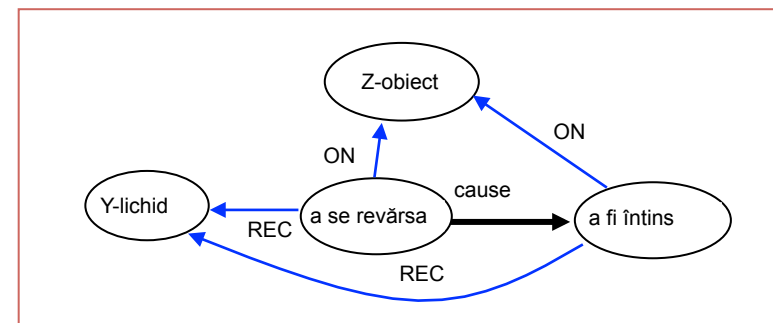 Z-obiect
ON
ON
cause
Y-lichid
a se revărsa
a fi întins
REC
REC